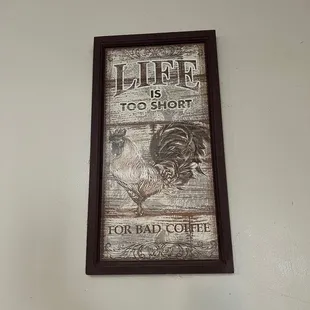 LIFE
IS
TOO SHORT
FOR BAD COFFEE